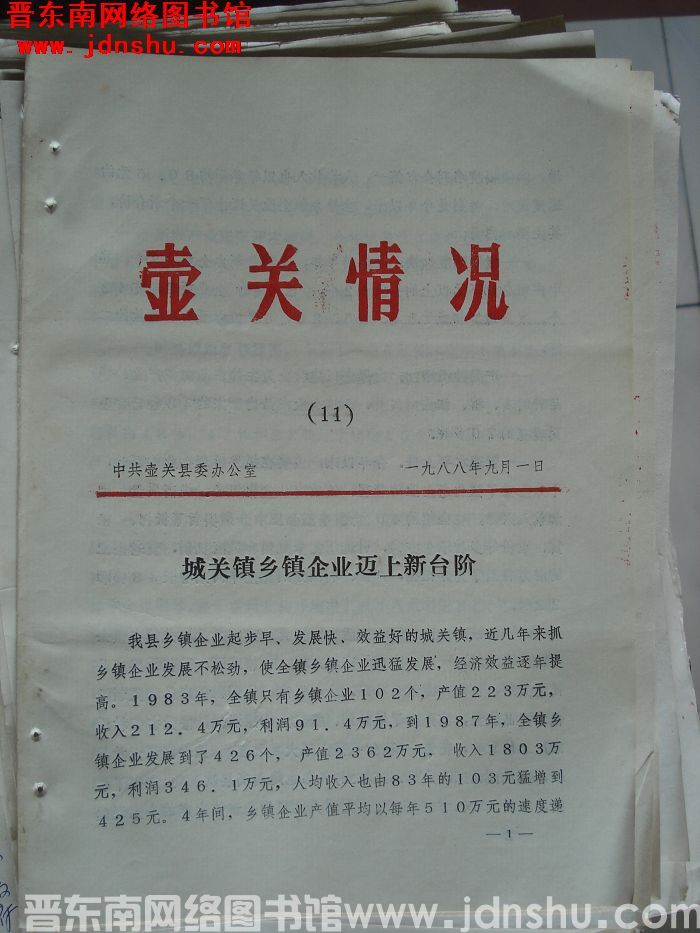 晋东南网络图书馆
www.jdnshu.com
壶关情况
(11)
中共壶关县委办公室 一九八八年九月一日
城关镇乡镇企业迈上新台阶
我县乡镇企业起步早、发展快、效益好的城关镇，近几年来抓
乡镇企业发展不松劲，使全镇乡镇企业迅猛发展，经济效益逐年提
高。1983年，全镇只有乡镇企业102个，产值223万元，
收入212.4万元，利润91.4万元，到1987年，全镇乡
镇企业发展到了426个，产值2362万元，收入1803万
元，利润346.1万元，人均收入也由83年的103元猛增到
425元。4年间，乡镇企业产值平均以每年510万元的速度递
—1—
晋东南网络图书馆 www.jdnshu.com